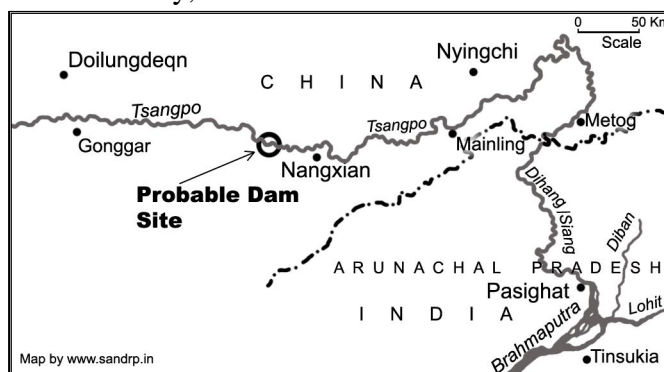 0 50 Km
Scale
Nyingchi
Doilungdeqn
C H I N A
Tsangpo
Tsangpo
Metog
Gonggar
Mainling
Nangxian
Probable Dam
Site
Dihang /Siang
Diban
A R U N A C H A L P R A D E S H
Pasighat
I N D I A
Lohit
Brahmaputra
Tinsukia
Map by www.sandrp.in